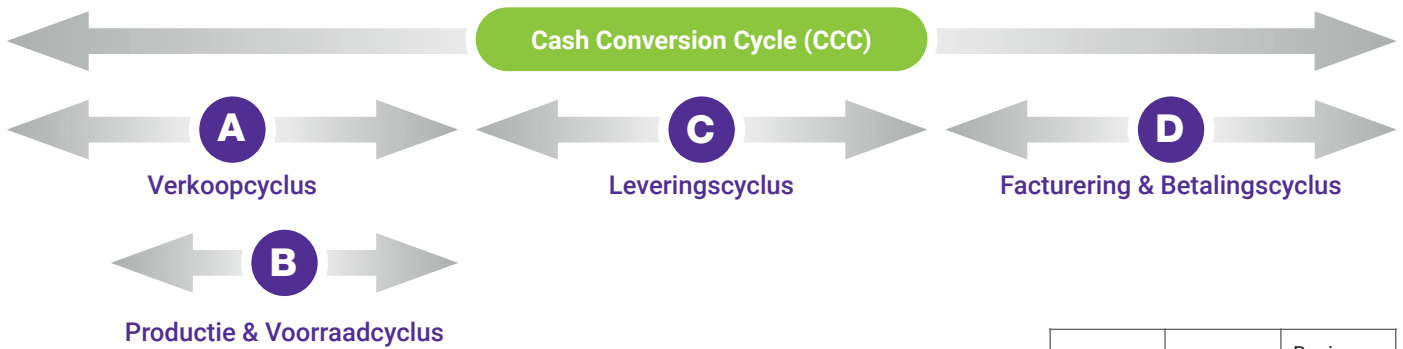 Cash Conversion Cycle (CCC)
A
C
D
Verkoopcyclus
Leveringscyclus
Facturering & Betalingscyclus
B
Productie & Voorraadcyclus